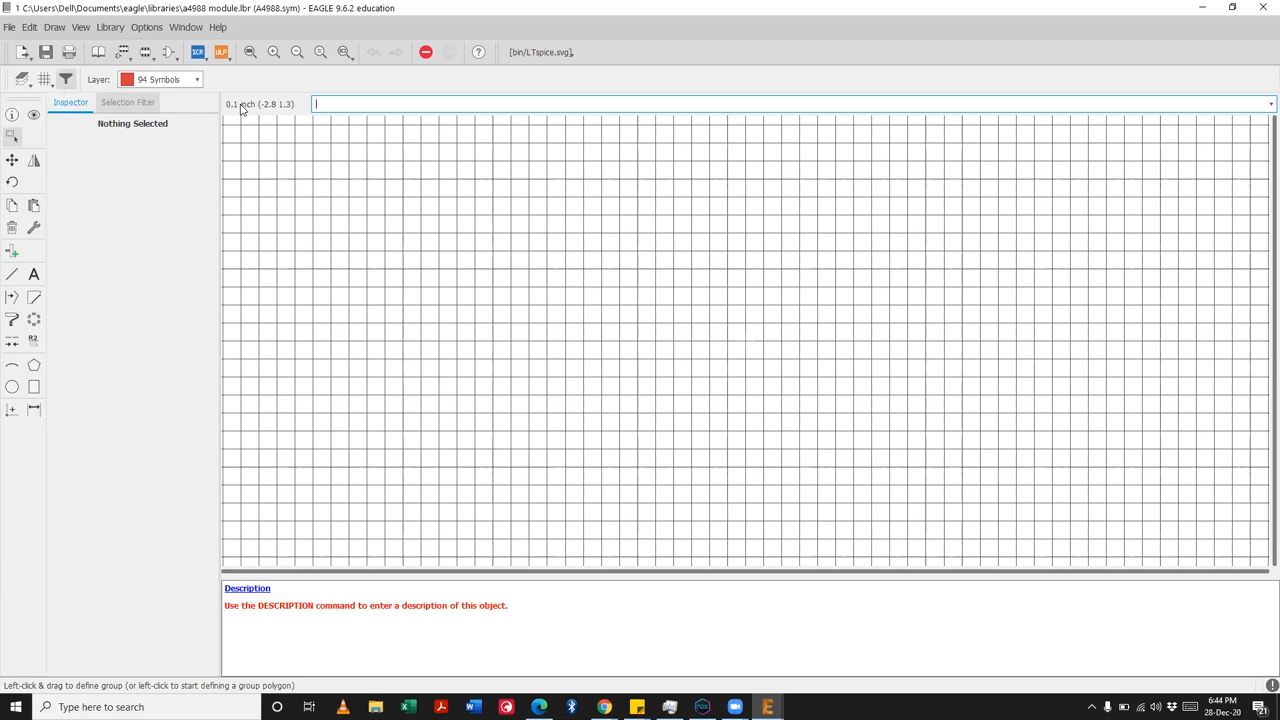 1 C:\Users\Dell\Documents\eagle\libraries\a4988 module.lbr (A4988.sym) - EAGLE 9.6.2 education
File Edit Draw View Library Options Window Help
SCR ULP [bin/LTspice.svg]
Layer: 94 Symbols
Inspector Selection Filter
0.1 inch (-2.8 1.3)
Nothing Selected
A
R2
Description
Use the DESCRIPTION command to enter a description of this object.
Left-click & drag to define group (or left-click to start defining a group polygon)
Type here to search
6:44 PM
28-Dec-20
21